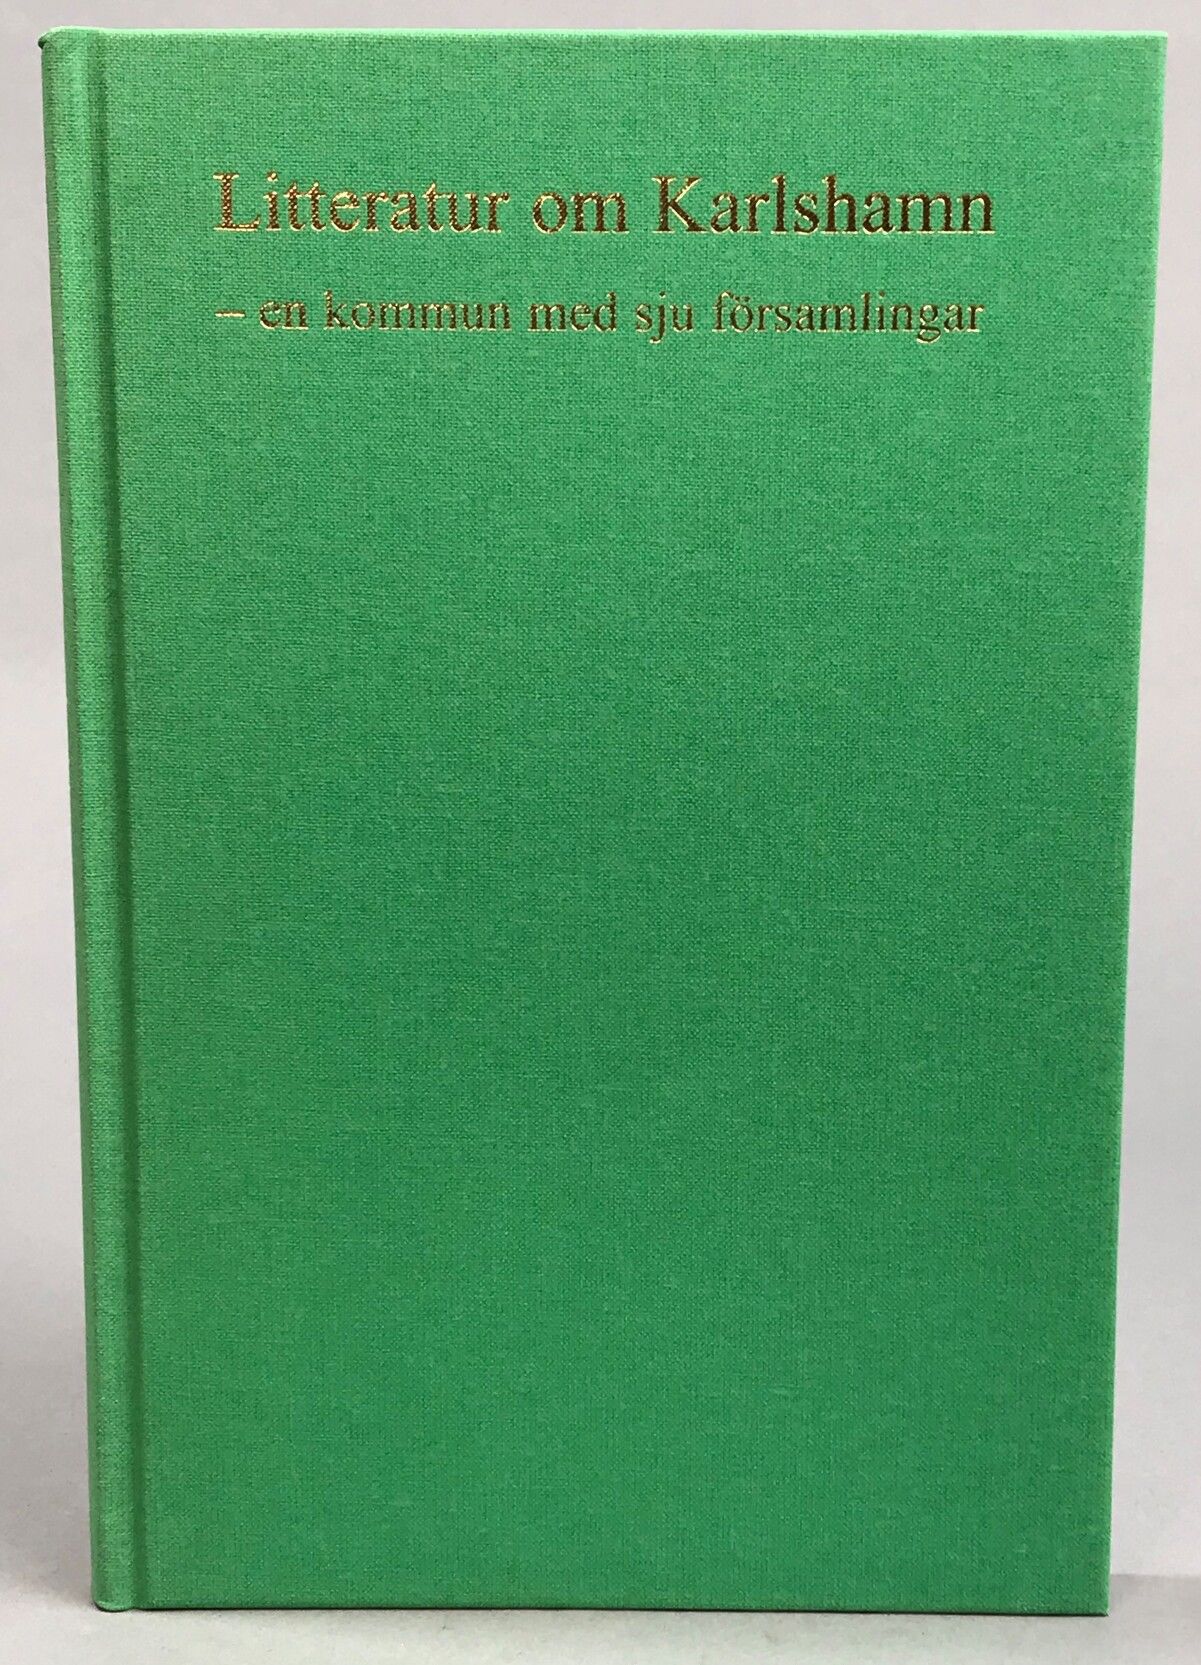 Litteratur om Karlshamn
– en kommun med sju församlingar